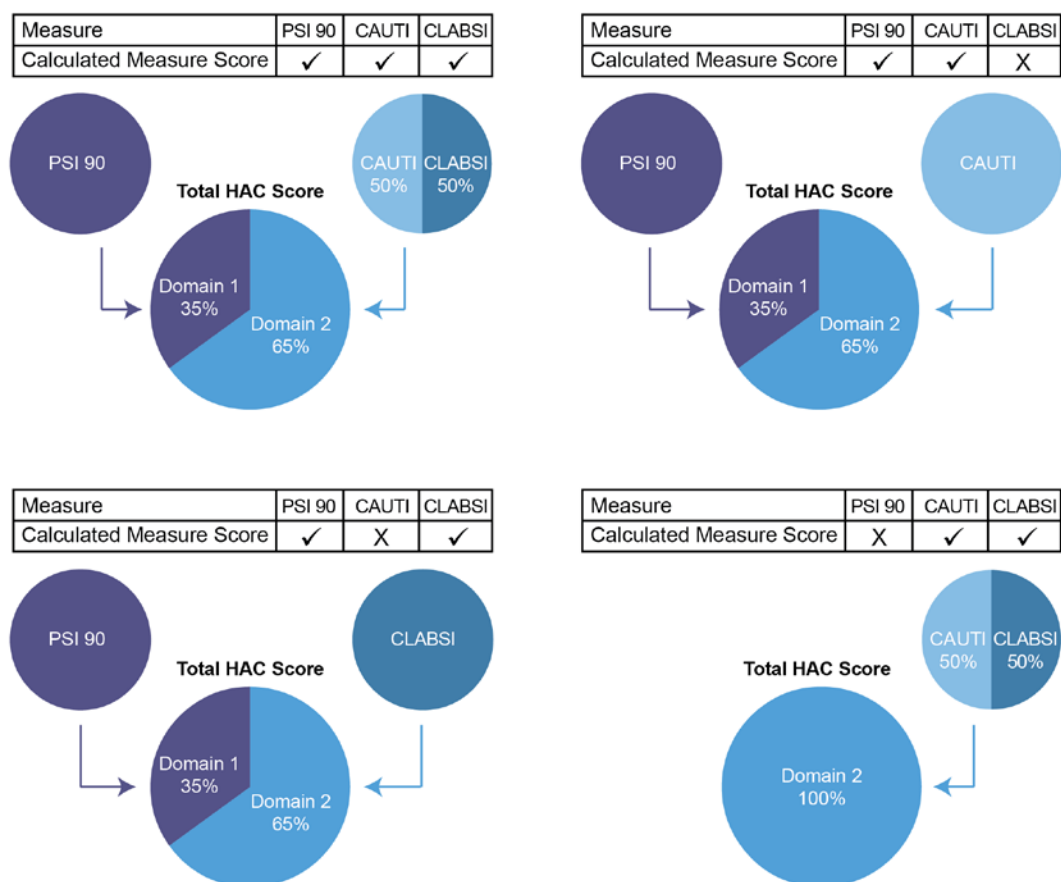 Measure PSI 90 CAUTI CLABSI
Calculated Measure Score ✓ ✓ ✓
PSI 90
CAUTI 50%
CLABSI 50%
Total HAC Score
Domain 1
35%
Domain 2
65%
Measure PSI 90 CAUTI CLABSI
Calculated Measure Score ✓ ✓ X
PSI 90
CAUTI
Total HAC Score
Domain 1
35%
Domain 2
65%
Measure PSI 90 CAUTI CLABSI
Calculated Measure Score ✓ X ✓
PSI 90
CLABSI
Total HAC Score
Domain 1
35%
Domain 2
65%
Measure PSI 90 CAUTI CLABSI
Calculated Measure Score X ✓ ✓
CAUTI 50%
CLABSI 50%
Total HAC Score
Domain 2
100%